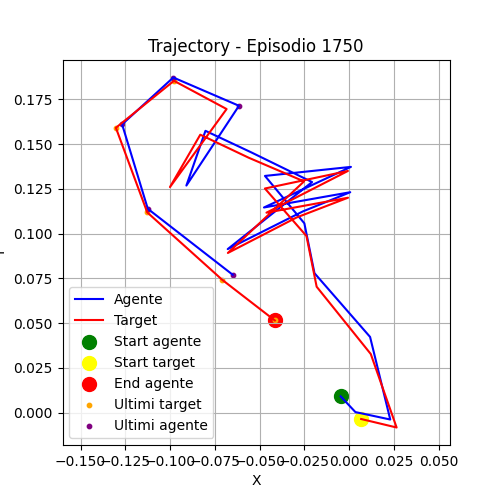 Trajectory - Episodio 1750
0.175
0.150
0.125
0.100
0.075
0.050
0.025
0.000
Agente
Target
Start agente
Start target
End agente
Ultimi target
Ultimi agente
−0.150 −0.125 −0.100 −0.075 −0.050 −0.025 0.000 0.025 0.050
X